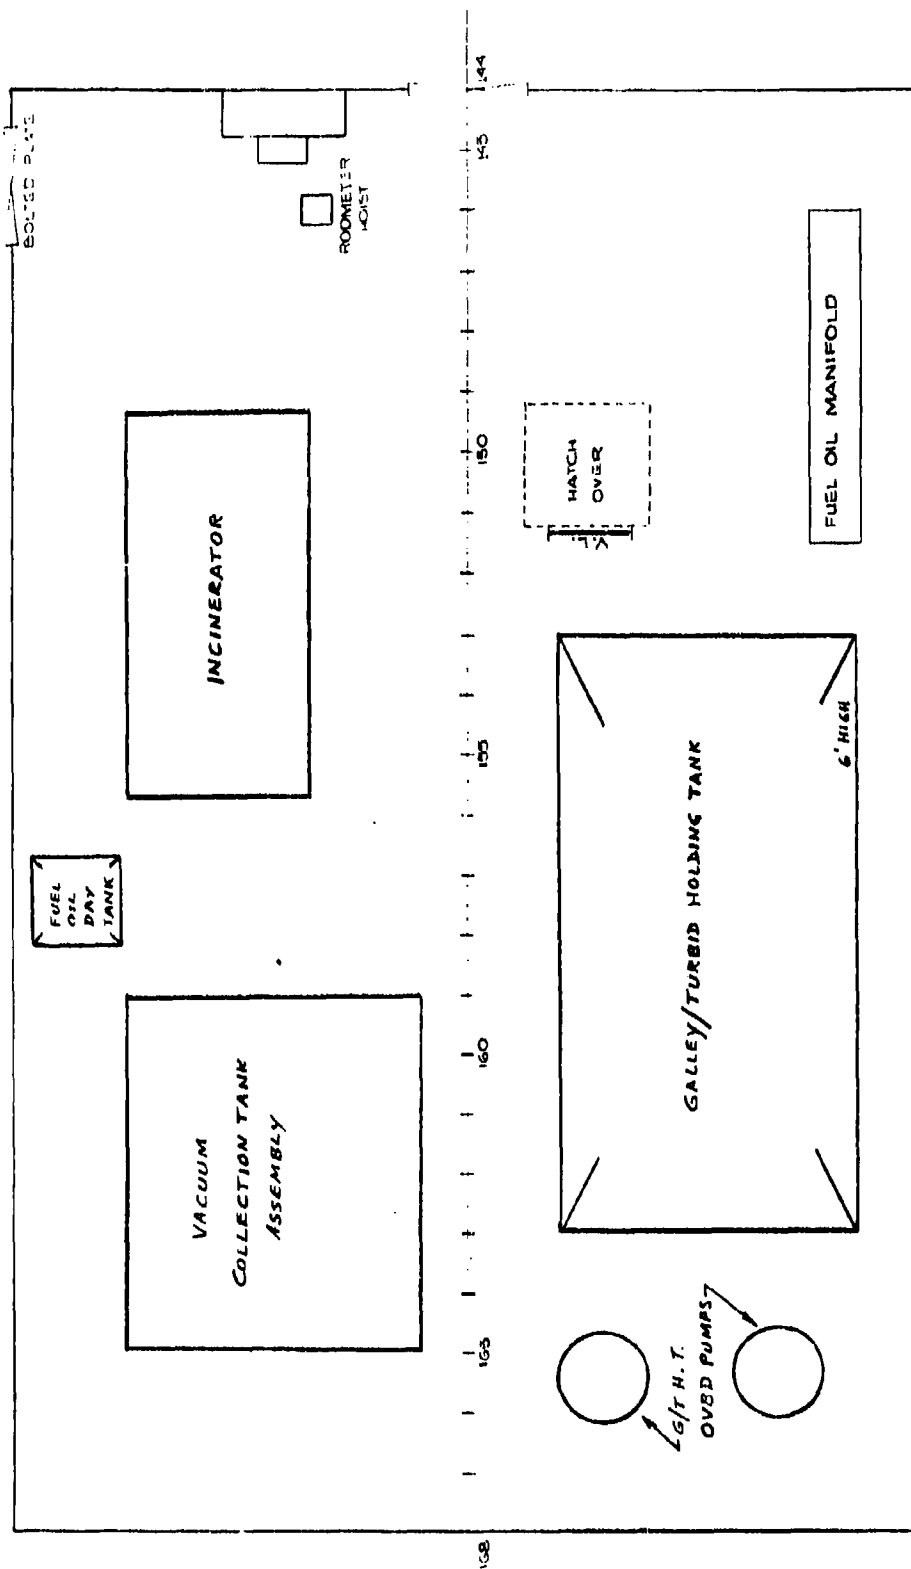 BOLTED PLATE
RODMETER
HOIST
144
145
150
155
160
165
168
INCINERATOR
HATCH
OVER
V.L.
FUEL OIL MANIFOLD
FUEL
OIL
DAY
TANK
VACUUM
COLLECTION TANK
ASSEMBLY
GALLEY/TURBID HOLDING TANK
6' HIGH
G/T H.T.
OVBD PUMPS